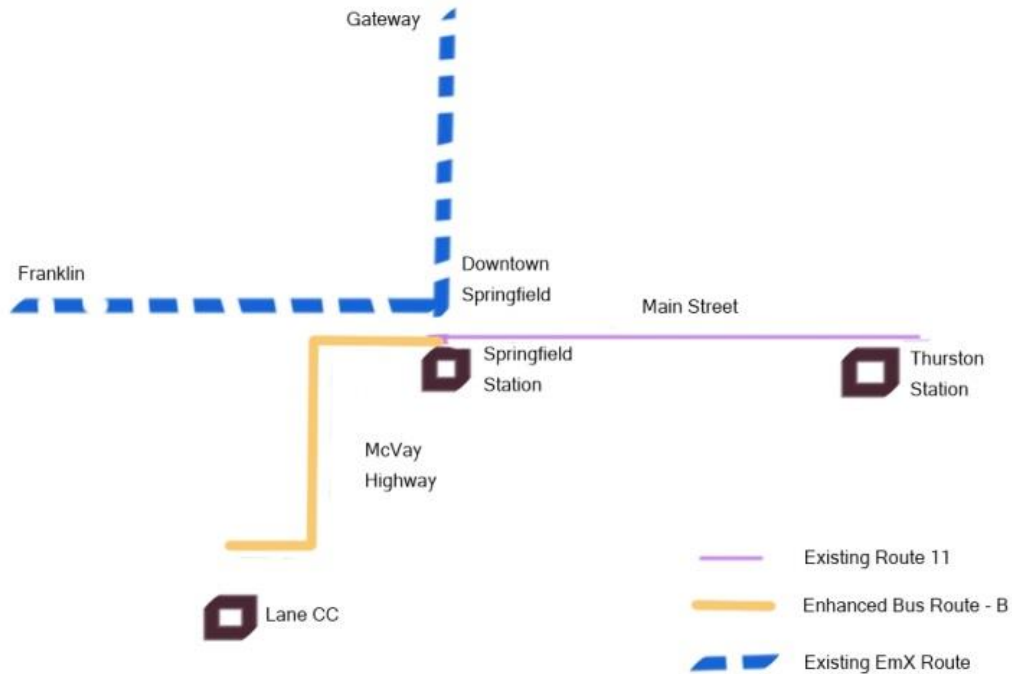 Gateway
Franklin
Downtown
Springfield
Main Street
Springfield
Station
Thurston
Station
McVay
Highway
Lane CC
Existing Route 11
Enhanced Bus Route - B
Existing EmX Route